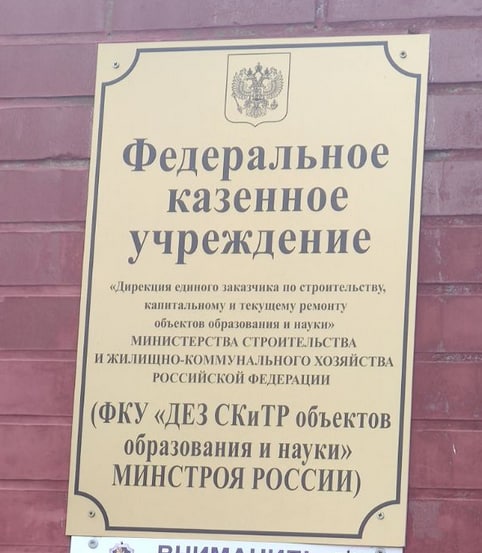 Федеральное
казенное
учреждение
«Дирекция единого заказчика по строительству,
капитальному и текущему ремонту
объектов образования и науки»
МИНИСТЕРСТВА СТРОИТЕЛЬСТВА
И ЖИЛИЩНО-КОММУНАЛЬНОГО ХОЗЯЙСТВА
РОССИЙСКОЙ ФЕДЕРАЦИИ
(ФКУ «ДЕЗ СКиТР объектов
образования и науки»
МИНСТРОЯ РОССИИ)